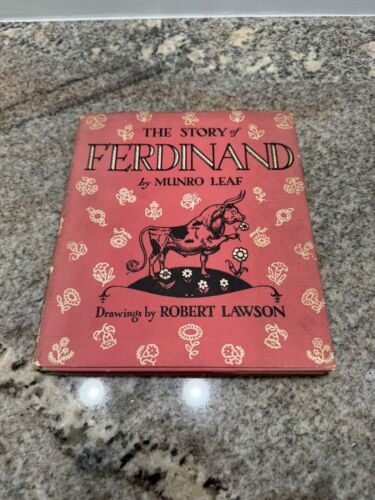 THE STORY of
FERDINAND
by MUNRO LEAF
Drawings by ROBERT LAWSON